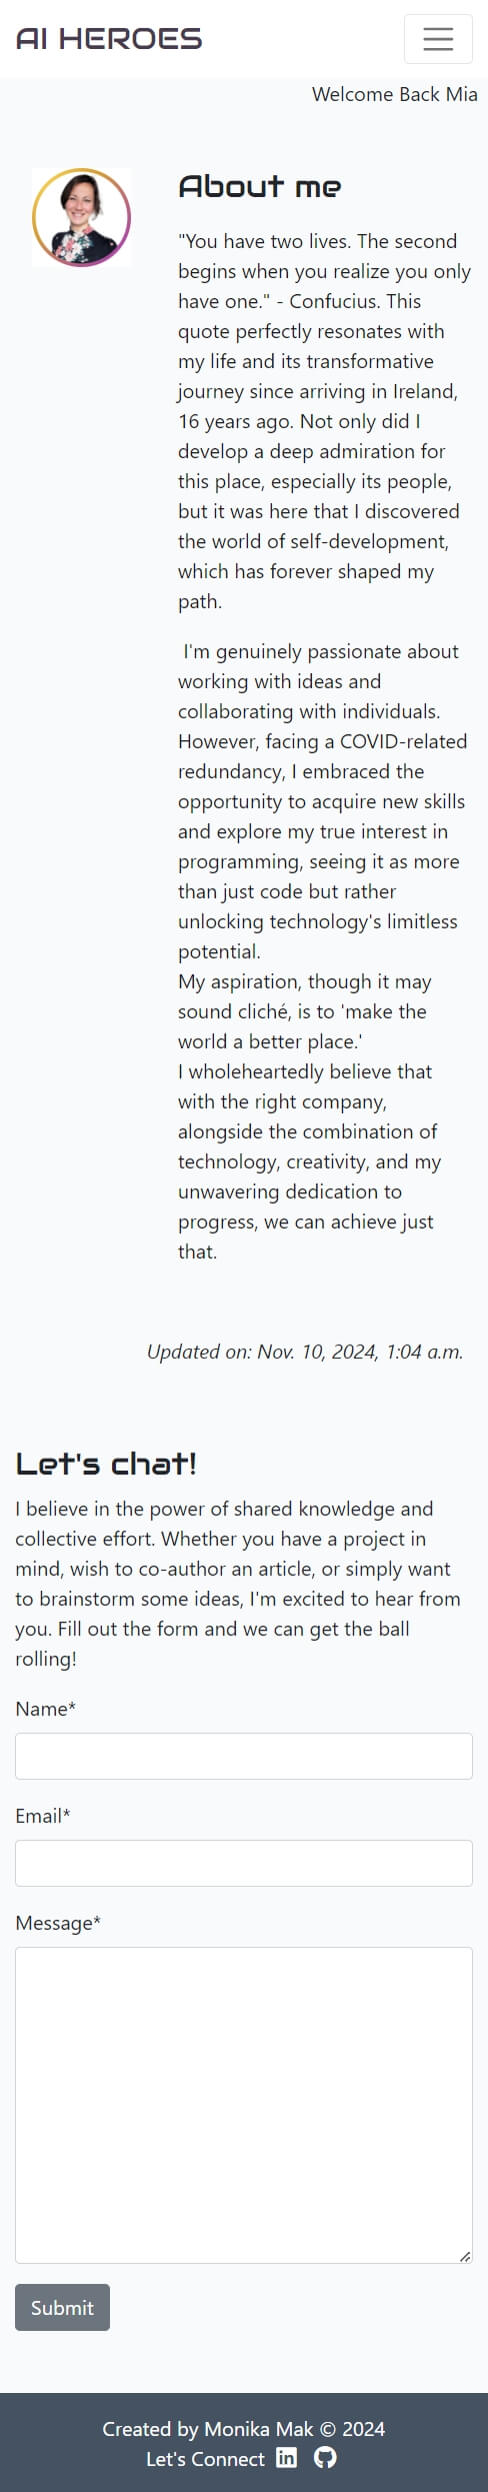 AI HEROES
Welcome Back Mia
About me
"You have two lives. The second
begins when you realize you only
have one." - Confucius. This
quote perfectly resonates with
my life and its transformative
journey since arriving in Ireland,
16 years ago. Not only did I
develop a deep admiration for
this place, especially its people,
but it was here that I discovered
the world of self-development,
which has forever shaped my
path.
I'm genuinely passionate about
working with ideas and
collaborating with individuals.
However, facing a COVID-related
redundancy, I embraced the
opportunity to acquire new skills
and explore my true interest in
programming, seeing it as more
than just code but rather
unlocking technology's limitless
potential.
My aspiration, though it may
sound cliché, is to 'make the
world a better place.'
I wholeheartedly believe that
with the right company,
alongside the combination of
technology, creativity, and my
unwavering dedication to
progress, we can achieve just
that.
Updated on: Nov. 10, 2024, 1:04 a.m.
Let's chat!
I believe in the power of shared knowledge and
collective effort. Whether you have a project in
mind, wish to co-author an article, or simply want
to brainstorm some ideas, I'm excited to hear from
you. Fill out the form and we can get the ball
rolling!
Name*
Email*
Message*
Submit
Created by Monika Mak © 2024
Let's Connect